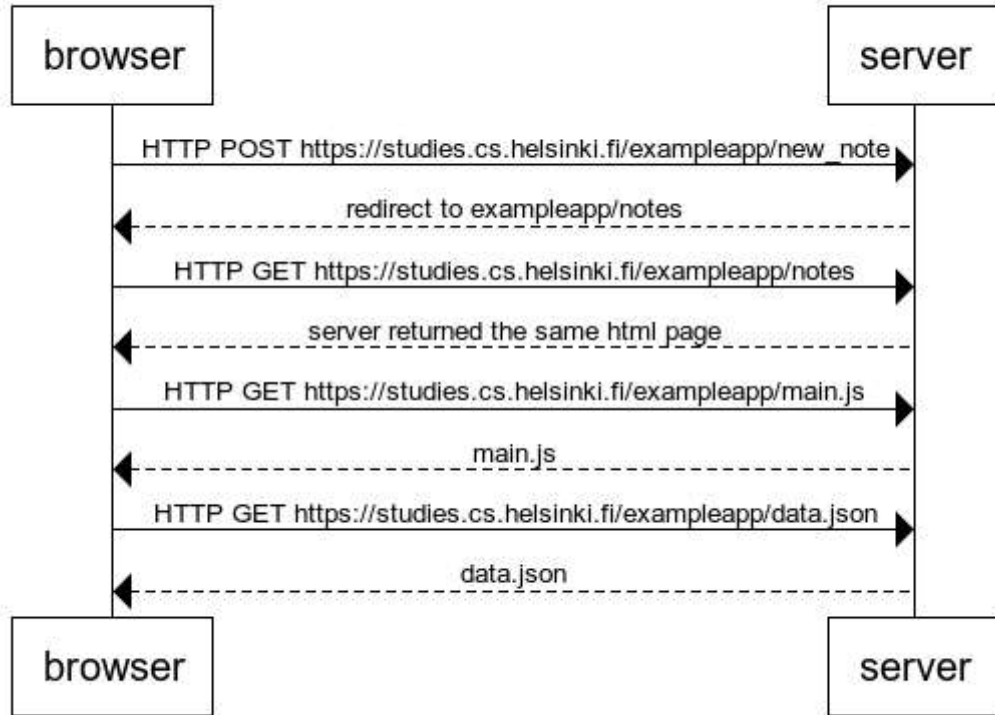 browser server
HTTP POST https://studies.cs.helsinki.fi/exampleapp/new_note
redirect to exampleapp/notes
HTTP GET https://studies.cs.helsinki.fi/exampleapp/notes
server returned the same html page
HTTP GET https://studies.cs.helsinki.fi/exampleapp/main.js
main.js
HTTP GET https://studies.cs.helsinki.fi/exampleapp/data.json
data.json
browser server